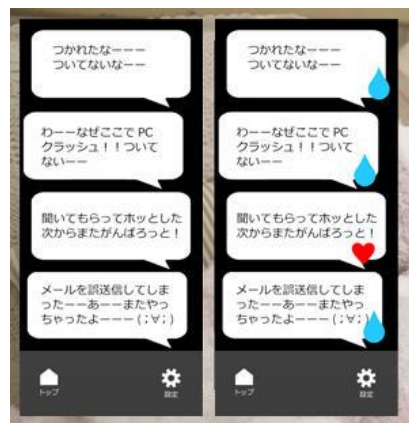 つかれたなーーー
ついてないなーー
わーーなぜここで PC
クラッシュ！！ついて
ないーー
聞いてもらってホッとした
次からまたがんばろっと！
メールを誤送信してしま
ったーーあーーまたやっ
ちゃったよーーー(;∀;)
トップ
設定
つかれたなーーー
ついてないなーー
わーーなぜここで PC
クラッシュ！！ついて
ないーー
聞いてもらってホッとした
次からまたがんばろっと！
メールを誤送信してしま
ったーーあーーまたやっ
ちゃったよーーー(;∀;)
トップ
設定